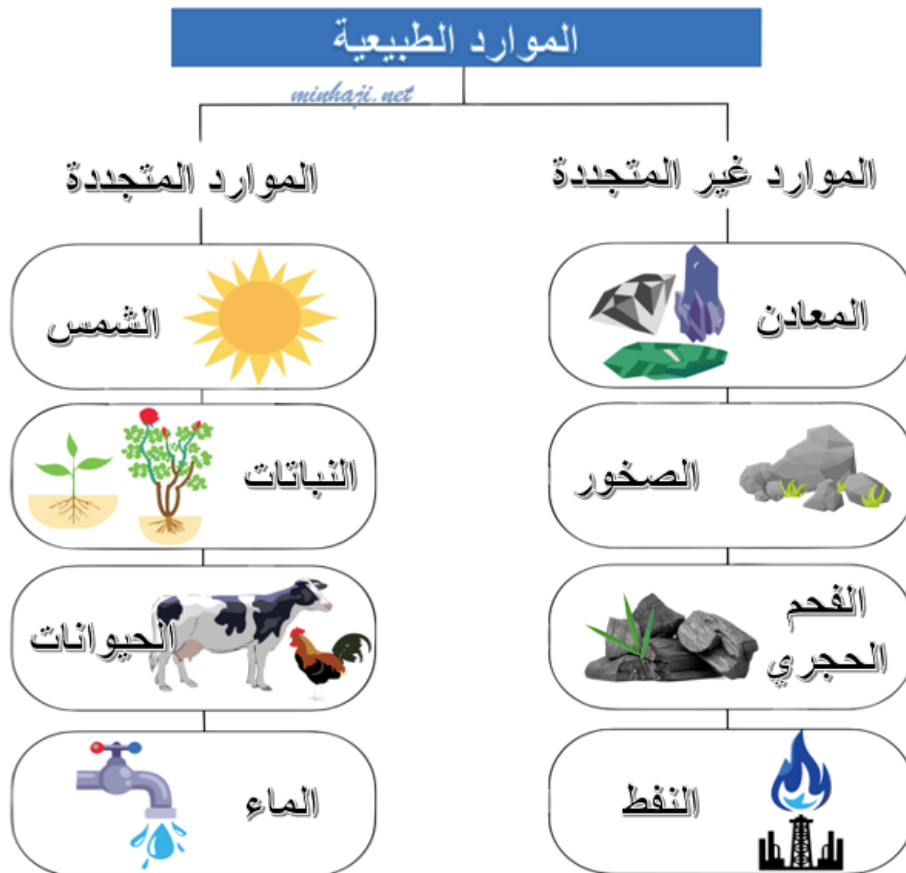 الموارد الطبيعية
minhaji.net
الموارد غير المتجددة
الموارد المتجددة
المعادن
الشمس
الصخور
النباتات
الفحم
الحجري
الحيوانات
النفط
الماء